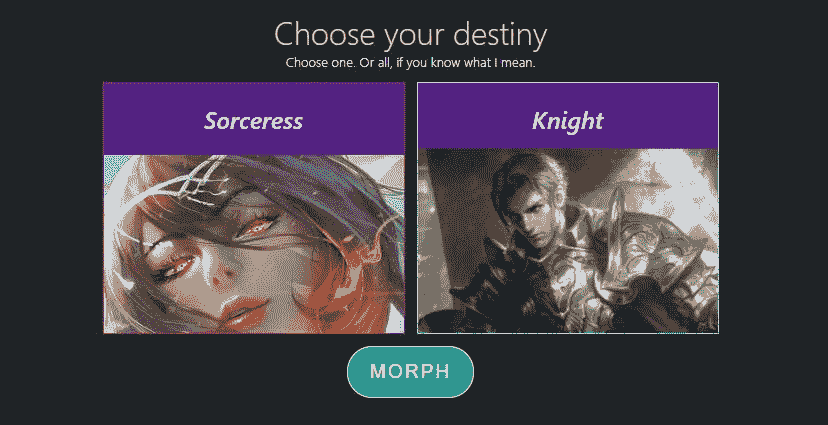 Choose your destiny
Choose one. Or all, if you know what I mean.
Sorceress
Knight
MORPH